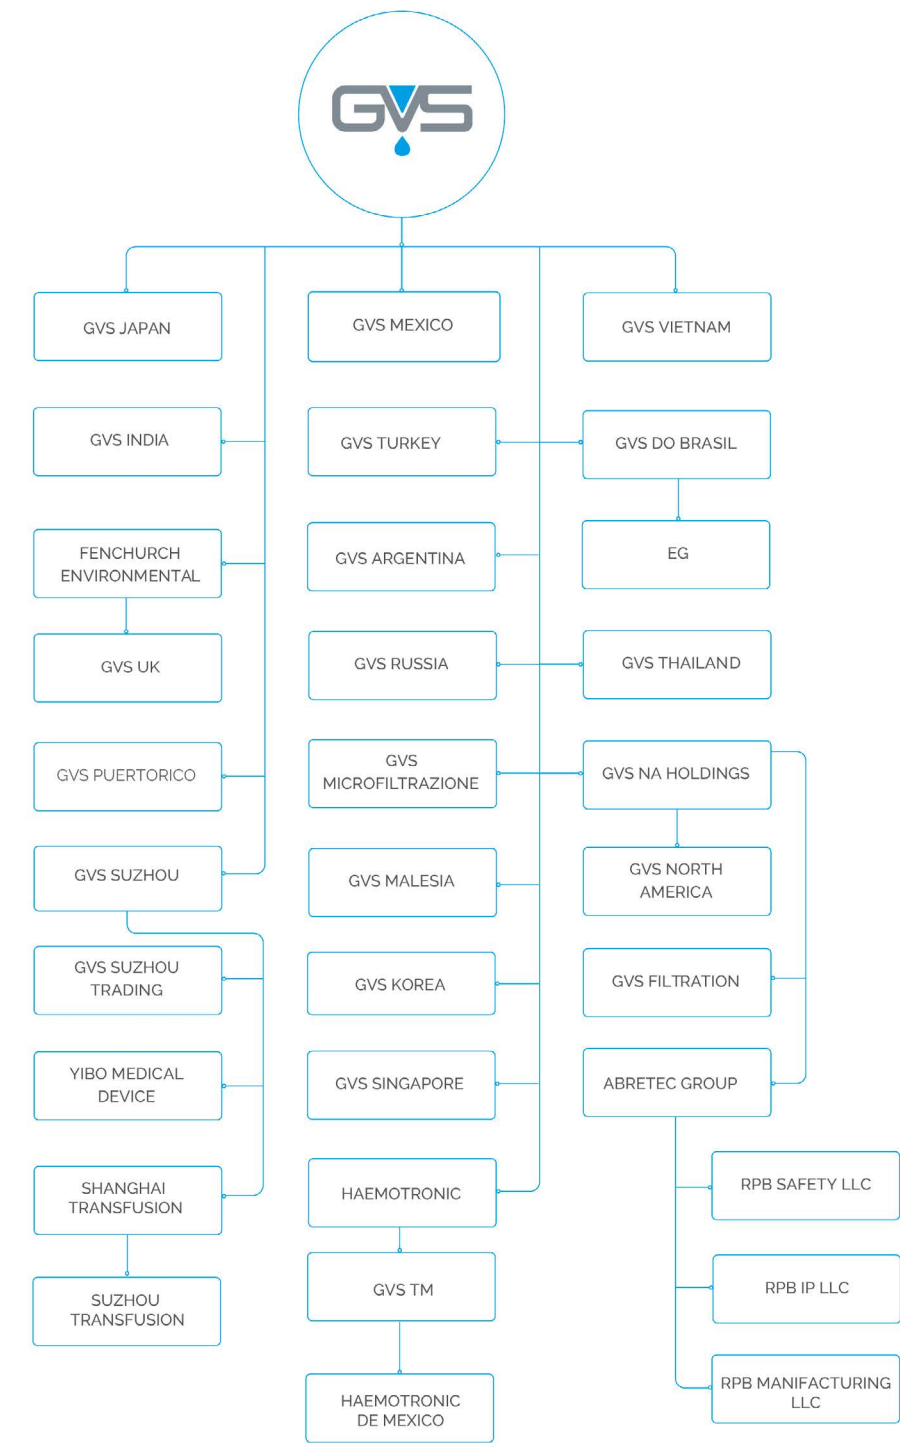 GVS
GVS JAPAN
GVS MEXICO
GVS VIETNAM
GVS INDIA
GVS TURKEY
GVS DO BRASIL
FENCHURCH
ENVIRONMENTAL
GVS ARGENTINA
EG
GVS UK
GVS RUSSIA
GVS THAILAND
GVS PUERTORICO
GVS
MICROFILTRAZIONE
GVS NA HOLDINGS
GVS SUZHOU
GVS MALESIA
GVS NORTH
AMERICA
GVS SUZHOU
TRADING
GVS KOREA
GVS FILTRATION
YIBO MEDICAL
DEVICE
GVS SINGAPORE
ABRETEC GROUP
SHANGHAI
TRANSFUSION
HAEMOTRONIC
RPB SAFETY LLC
SUZHOU
TRANSFUSION
GVS TM
RPB IP LLC
HAEMOTRONIC
DE MEXICO
RPB MANIFACTURING
LLC